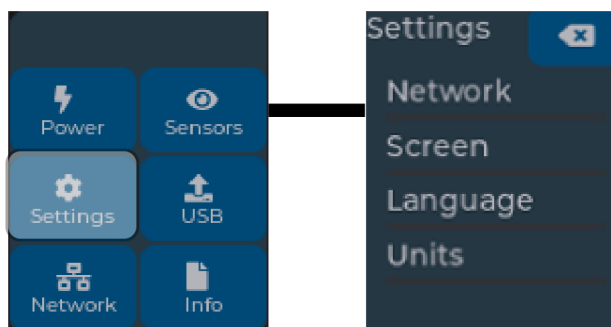 Power
Sensors
Settings
USB
Network
Info
Settings
Network
Screen
Language
Units